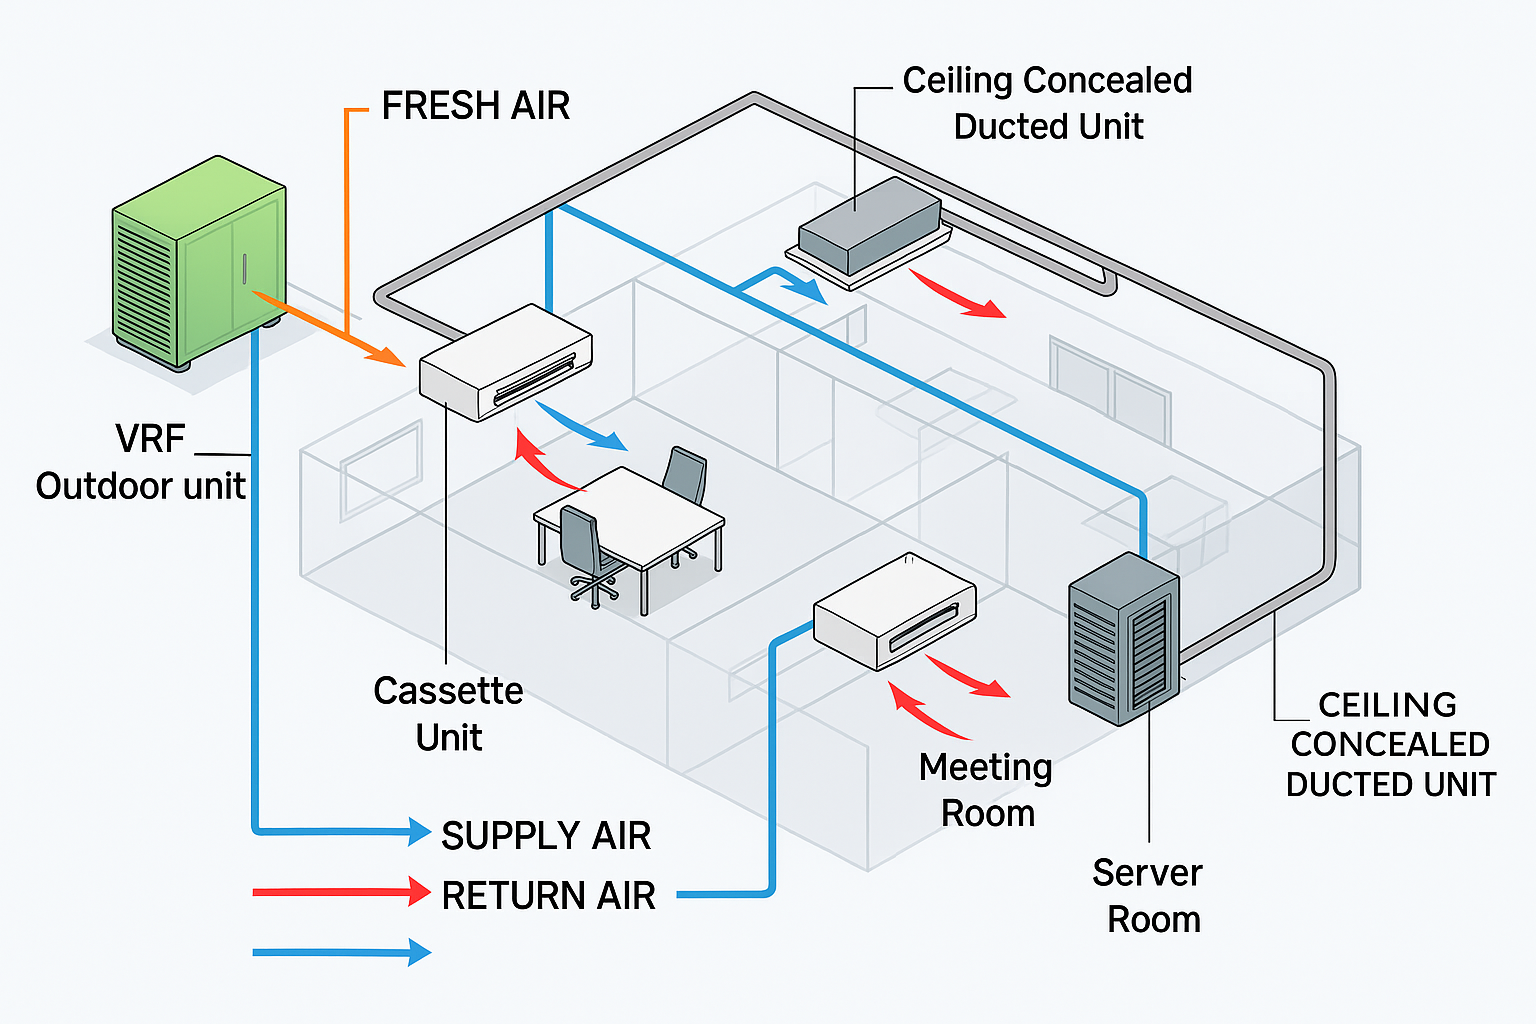 FRESH AIR
Ceiling Concealed
Ducted Unit
VRF
Outdoor unit
Cassette
Unit
CEILING
CONCEALED
DUCTED UNIT
Meeting
Room
SUPPLY AIR
RETURN AIR
Server
Room